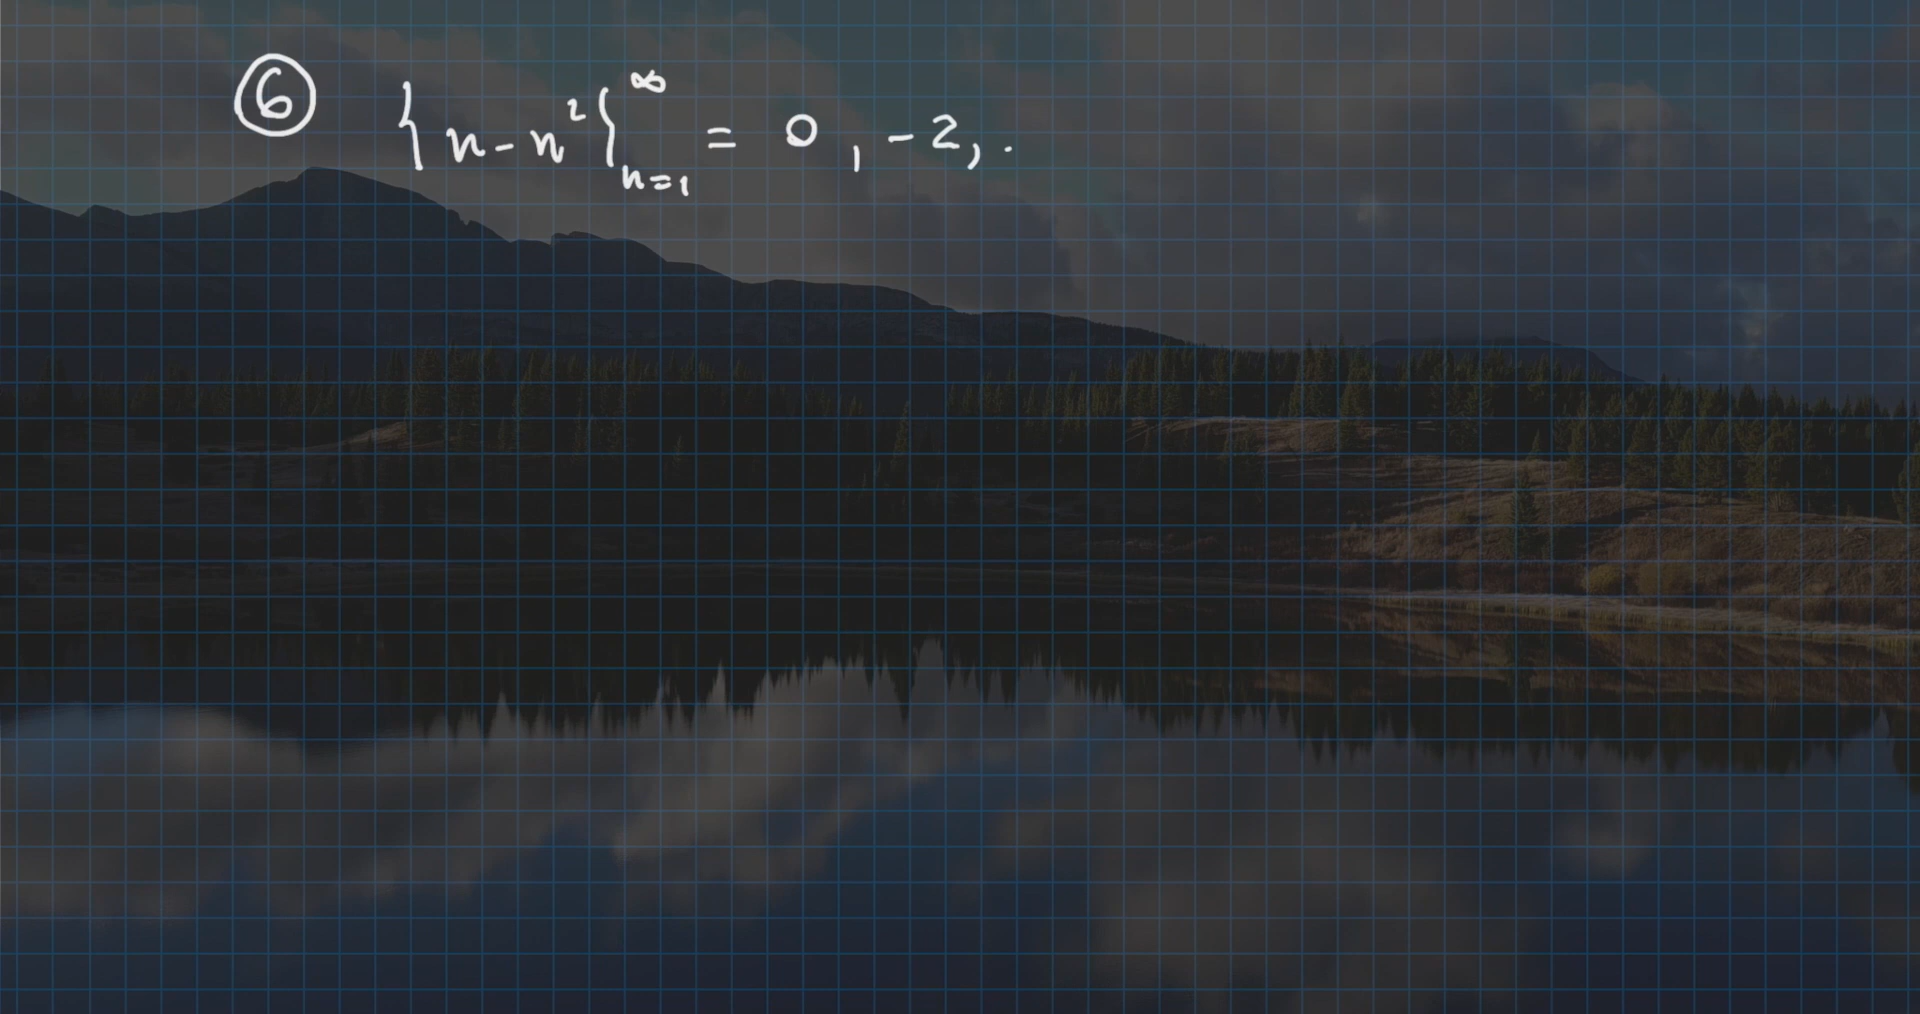 ⑥ {n-n²}_{n=1}^∞ = 0, -2, .